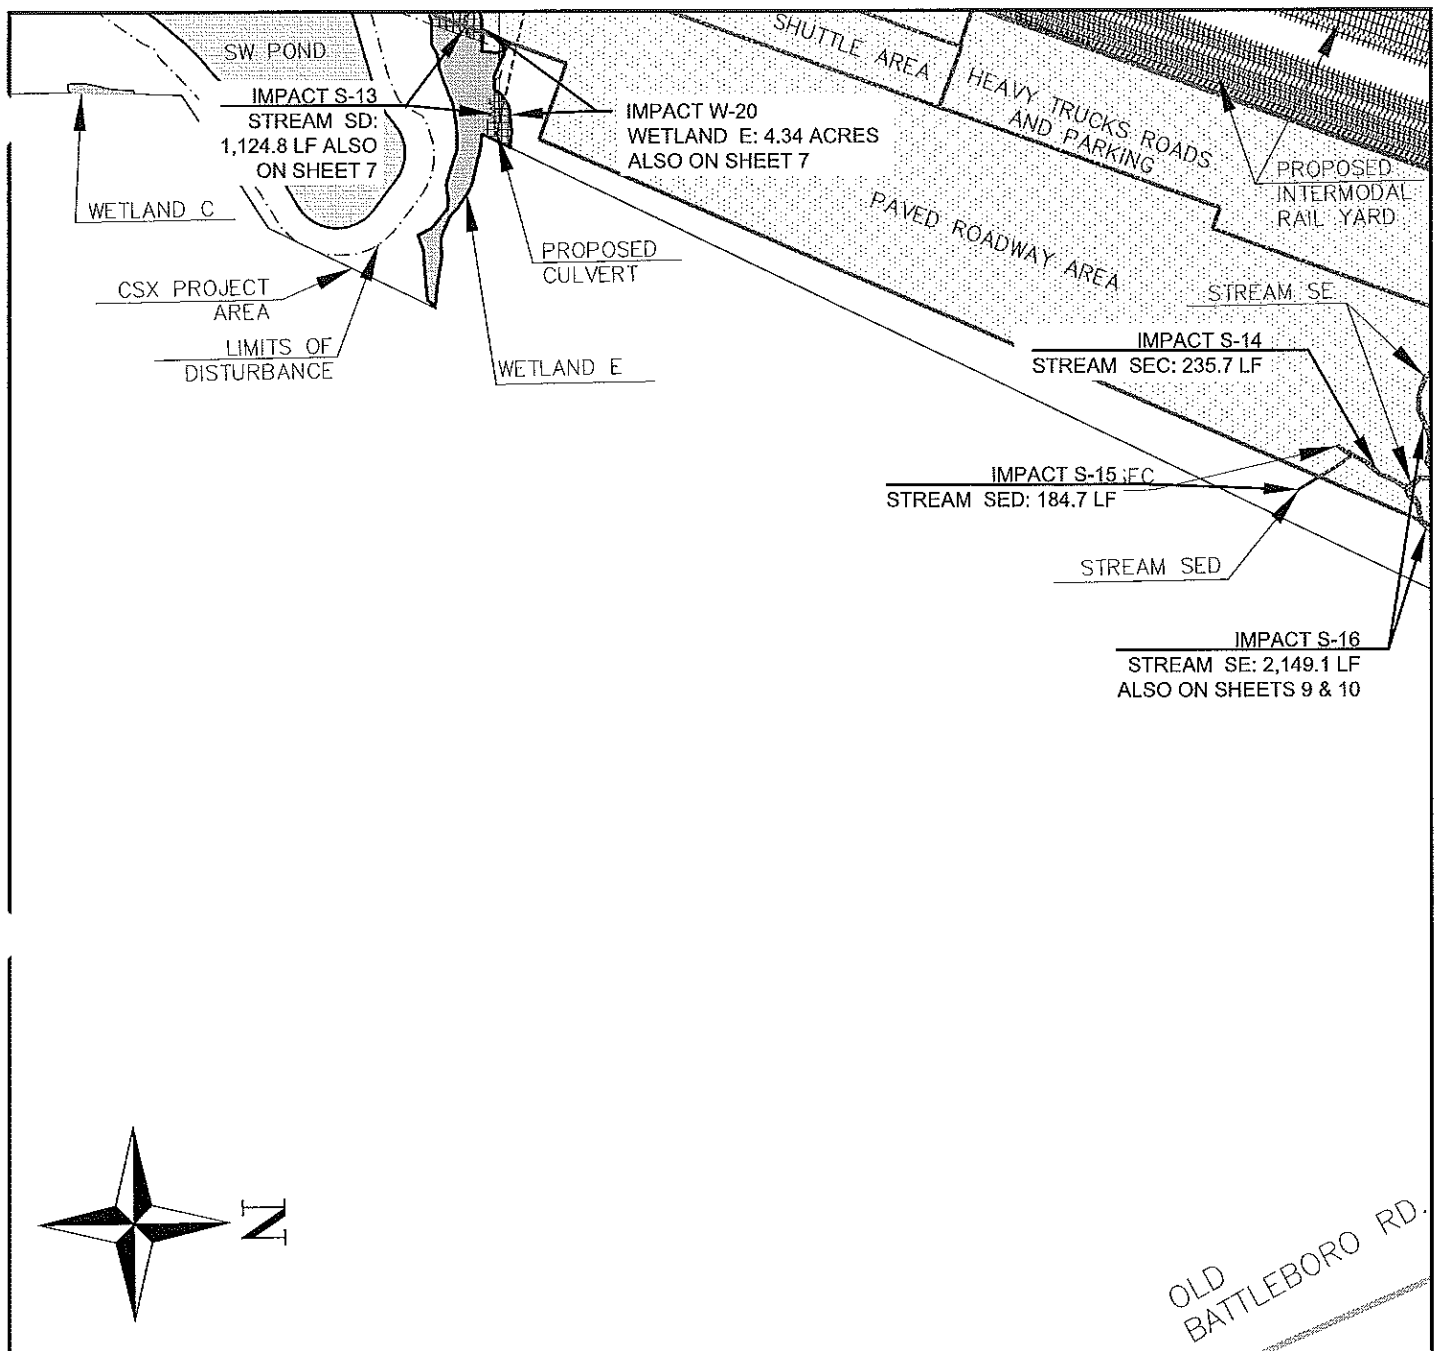 SW POND
SHUTTLE AREA
HEAVY TRUCKS ROADS
AND PARKING
IMPACT S-13
STREAM SD:
1,124.8 LF ALSO
ON SHEET 7
IMPACT W-20
WETLAND E: 4.34 ACRES
ALSO ON SHEET 7
PROPOSED
INTERMODAL
RAIL YARD
WETLAND C
PAVED ROADWAY AREA
PROPOSED
CULVERT
CSX PROJECT
AREA
STREAM SE
LIMITS OF
DISTURBANCE
WETLAND E
IMPACT S-14
STREAM SEC: 235.7 LF
IMPACT S-15
STREAM SED: 184.7 LF
STREAM SED
IMPACT S-16
STREAM SE: 2,149.1 LF
ALSO ON SHEETS 9 & 10
N
OLD
BATTLEBORO RD.